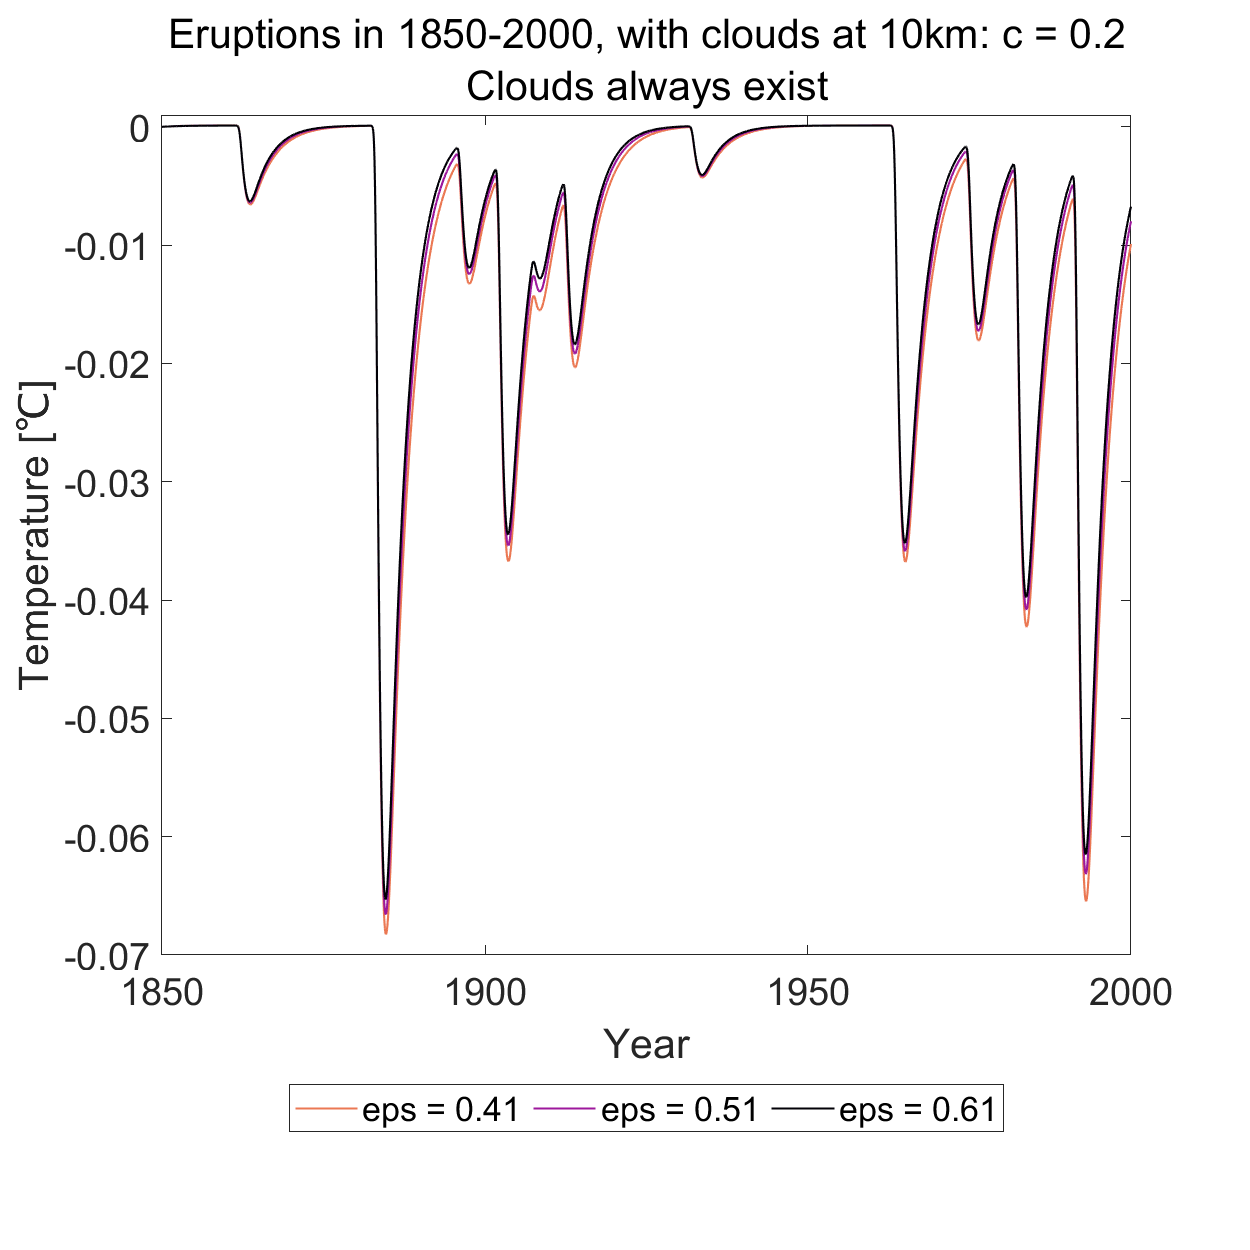 Eruptions in 1850-2000, with clouds at 10km: c = 0.2
Clouds always exist
0
-0.01
-0.02
-0.03
-0.04
-0.05
-0.06
-0.07
Temperature [℃]
1850 1900 1950 2000
Year
eps = 0.41 eps = 0.51 eps = 0.61